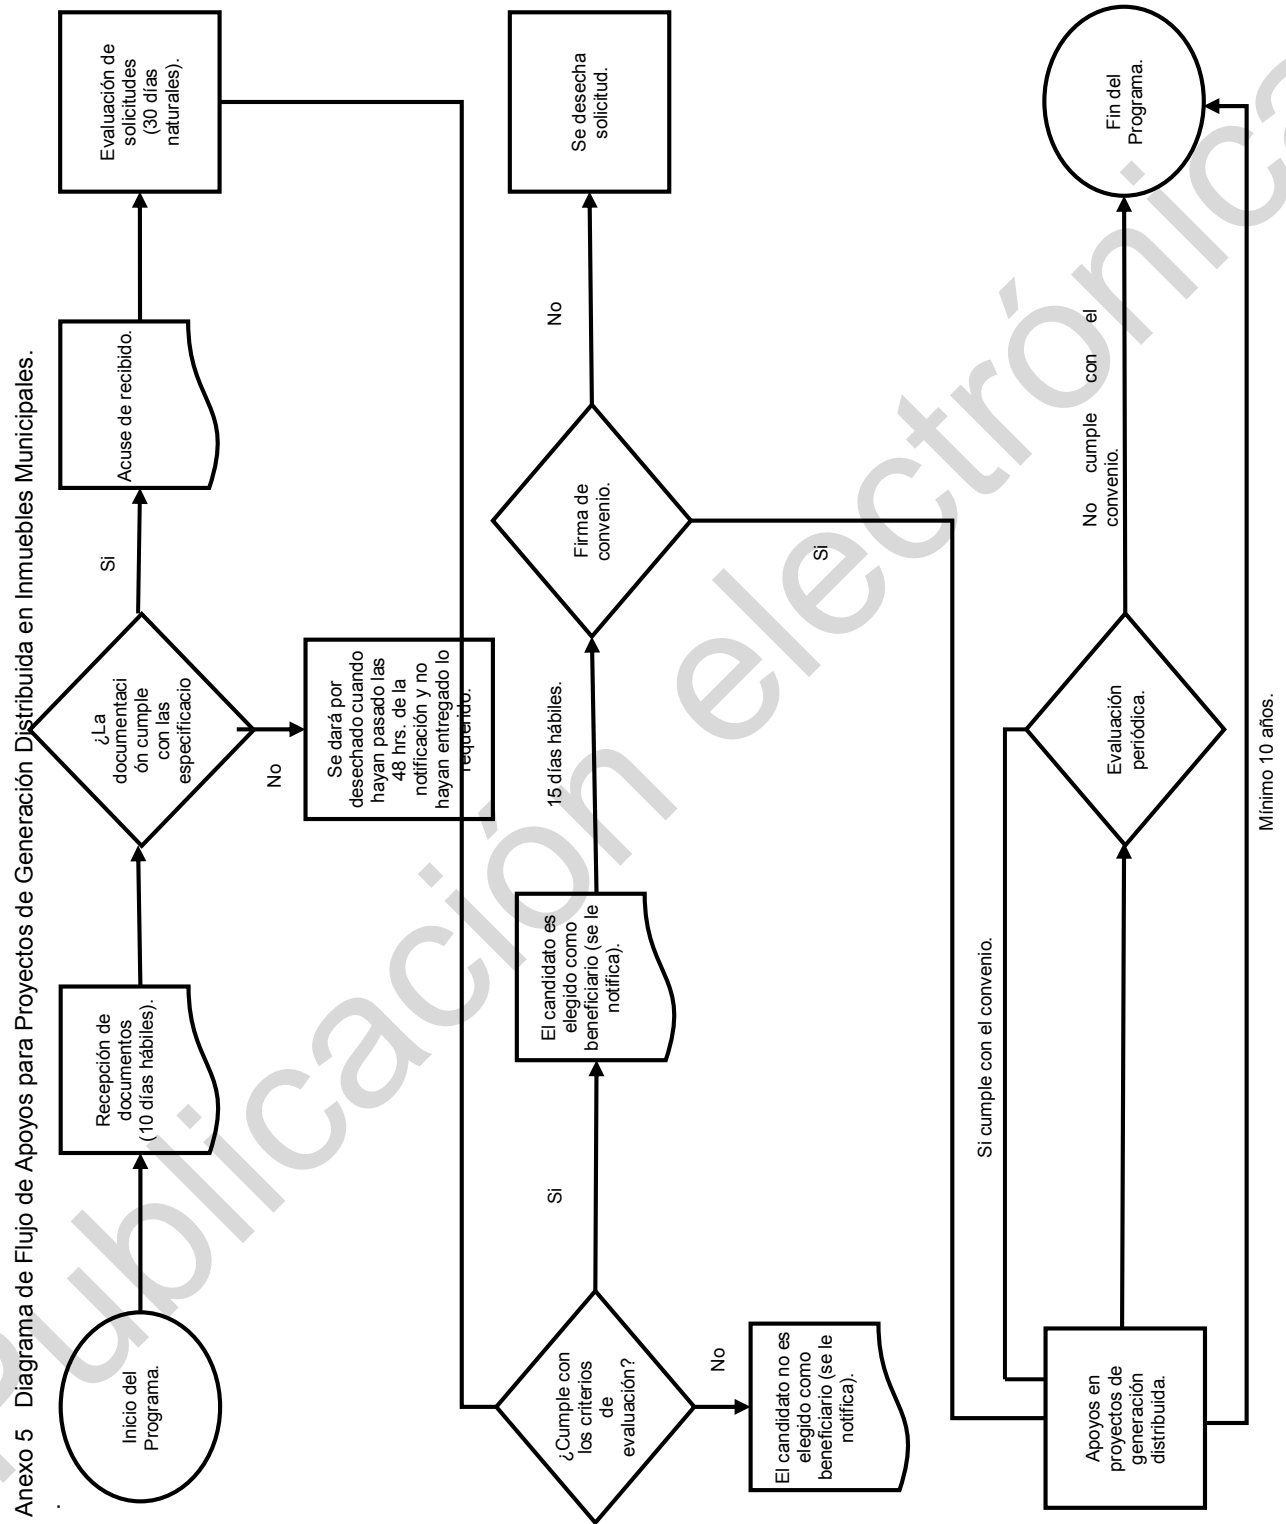 Anexo 5   Diagrama de Flujo de Apoyos para Proyectos de Generación Distribuida en Inmuebles Municipales.
.
Inicio del
Programa.
Recepción de
documentos
(10 días hábiles).
¿La
documentaci
ón cumple
con las
especificacio
Si
No
Acuse de recibido.
Evaluación de
solicitudes
(30 días
naturales).
Se dará por
desechado cuando
hayan pasado las
48 hrs. de la
notificación y no
hayan entregado lo
requerido.
¿Cumple con
los criterios
de
evaluación?
Si
No
El candidato es
elegido como
beneficiario (se le
notifica).
15 días hábiles.
Firma de
convenio.
No
Si
Se desecha
solicitud.
El candidato no es
elegido como
beneficiario (se le
notifica).
Apoyos en
proyectos de
generación
distribuida.
Si cumple con el convenio.
Evaluación
periódica.
No cumple con el
convenio.
Fin del
Programa.
Mínimo 10 años.
Publicación electrónica